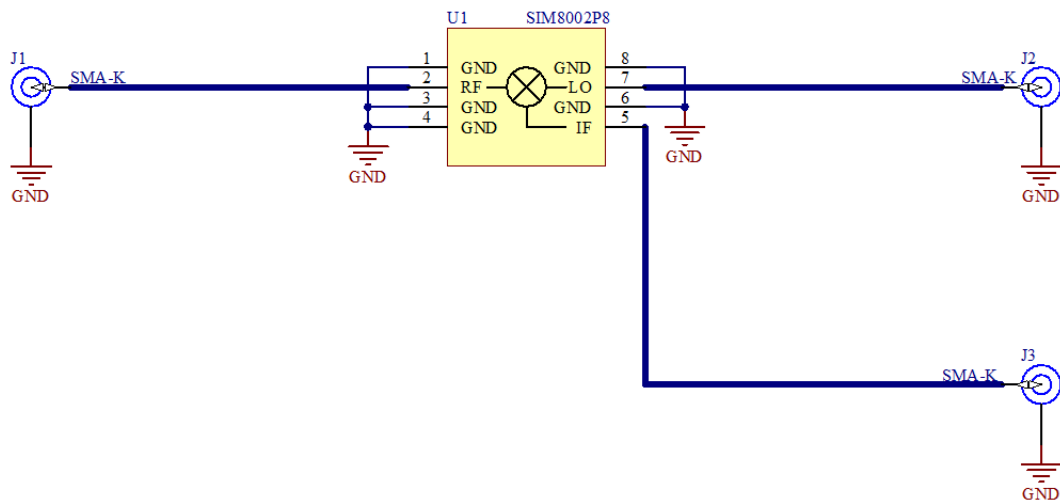 U1 SIM8002P8
J1
SMA-K
GND
1 GND
2 RF
3 GND
4 GND
GND
GND 8
LO 7
GND 6
IF 5
GND
J2
SMA-K
GND
J3
SMA-K
GND